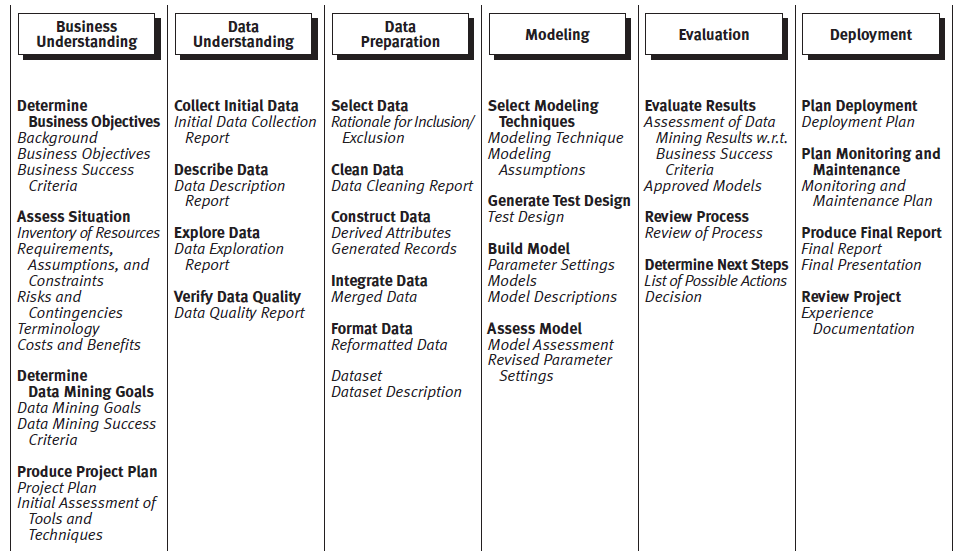 Business
Understanding
Data
Understanding
Data
Preparation
Modeling
Evaluation
Deployment
Determine
Business Objectives
Background
Business Objectives
Business Success
Criteria
Assess Situation
Inventory of Resources
Requirements,
Assumptions, and
Constraints
Risks and
Contingencies
Terminology
Costs and Benefits
Determine
Data Mining Goals
Data Mining Goals
Data Mining Success
Criteria
Produce Project Plan
Project Plan
Initial Assessment of
Tools and
Techniques
Collect Initial Data
Initial Data Collection
Report
Describe Data
Data Description
Report
Explore Data
Data Exploration
Report
Verify Data Quality
Data Quality Report
Select Data
Rationale for Inclusion/
Exclusion
Clean Data
Data Cleaning Report
Construct Data
Derived Attributes
Generated Records
Integrate Data
Merged Data
Format Data
Reformatted Data
Dataset
Dataset Description
Select Modeling
Techniques
Modeling Technique
Modeling
Assumptions
Generate Test Design
Test Design
Build Model
Parameter Settings
Models
Model Descriptions
Assess Model
Model Assessment
Revised Parameter
Settings
Evaluate Results
Assessment of Data
Mining Results w.r.t.
Business Success
Criteria
Approved Models
Review Process
Review of Process
Determine Next Steps
List of Possible Actions
Decision
Plan Deployment
Deployment Plan
Plan Monitoring and
Maintenance
Monitoring and
Maintenance Plan
Produce Final Report
Final Report
Final Presentation
Review Project
Experience
Documentation